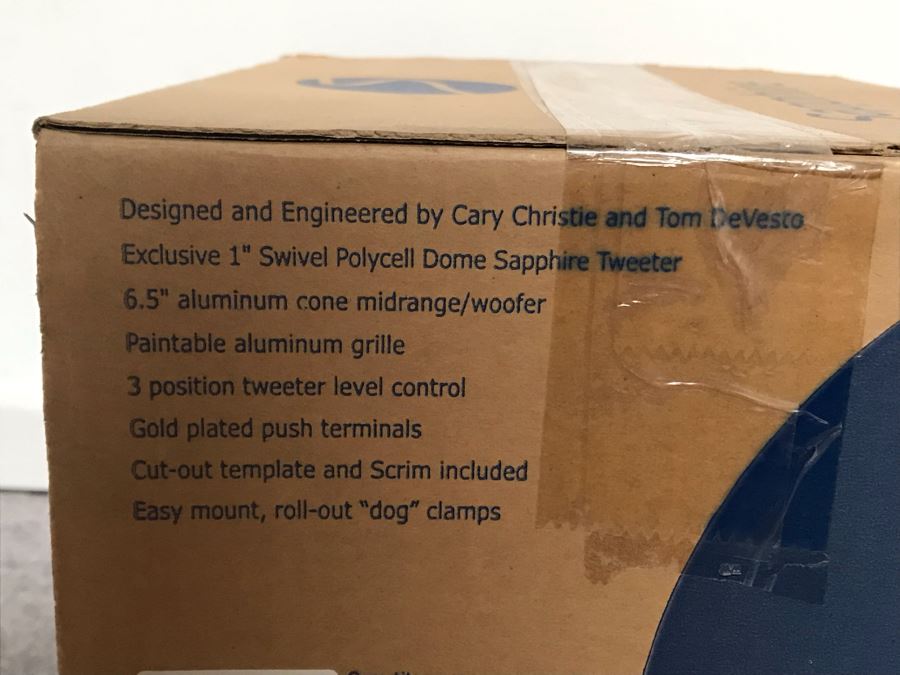 Designed and Engineered by Cary Christie and Tom DeVesto
Exclusive 1" Swivel Polycell Dome Sapphire Tweeter
6.5" aluminum cone midrange/woofer
Paintable aluminum grille
3 position tweeter level control
Gold plated push terminals
Cut-out template and Scrim included
Easy mount, roll-out “dog” clamps